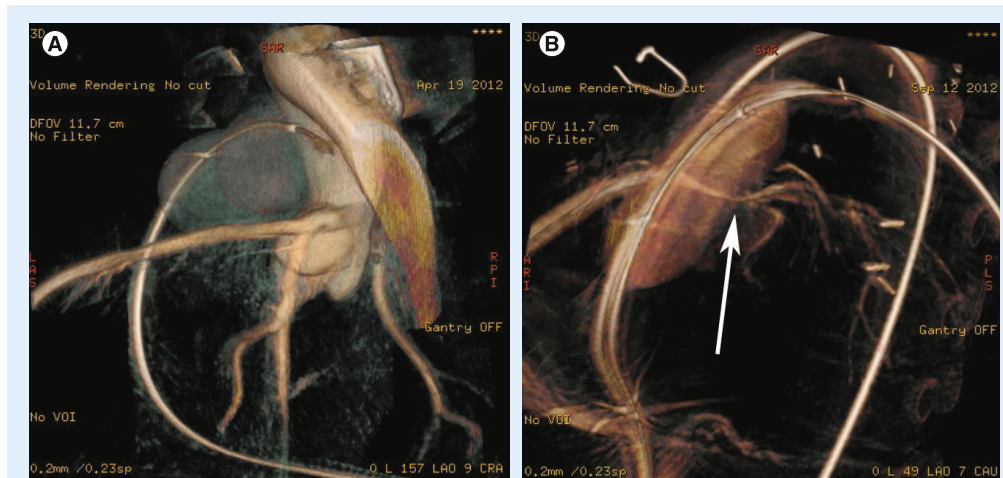 A
3D
SAR
****
Volume Rendering No cut
Apr 19 2012
DFOV 11.7 cm
No Filter
L
A
S
R
P
I
Gantry OFF
No VOI
0.2mm /0.23sp
0 L 157 LAO 9 CRA
B
3D
SAR
****
Volume Rendering No cut
Sep 12 2012
DFOV 11.7 cm
No Filter
A
R
I
P
L
S
Gantry OFF
No VOI
0.2mm /0.23sp
0 L 49 LAO 7 CAU